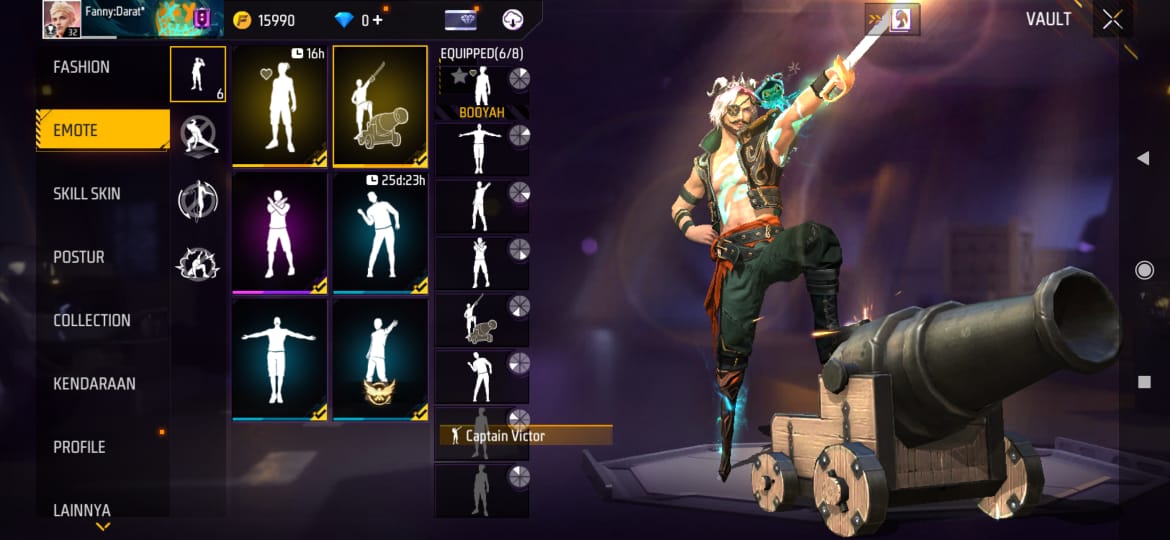 Fanny:Darat*
32
15990
0+
VAULT
FASHION
EMOTE
SKILL SKIN
POSTUR
COLLECTION
KENDARAAN
PROFILE
LAINNYA
6
16h
25d:23h
EQUIPPED(6/8)
BOOYAH
Captain Victor